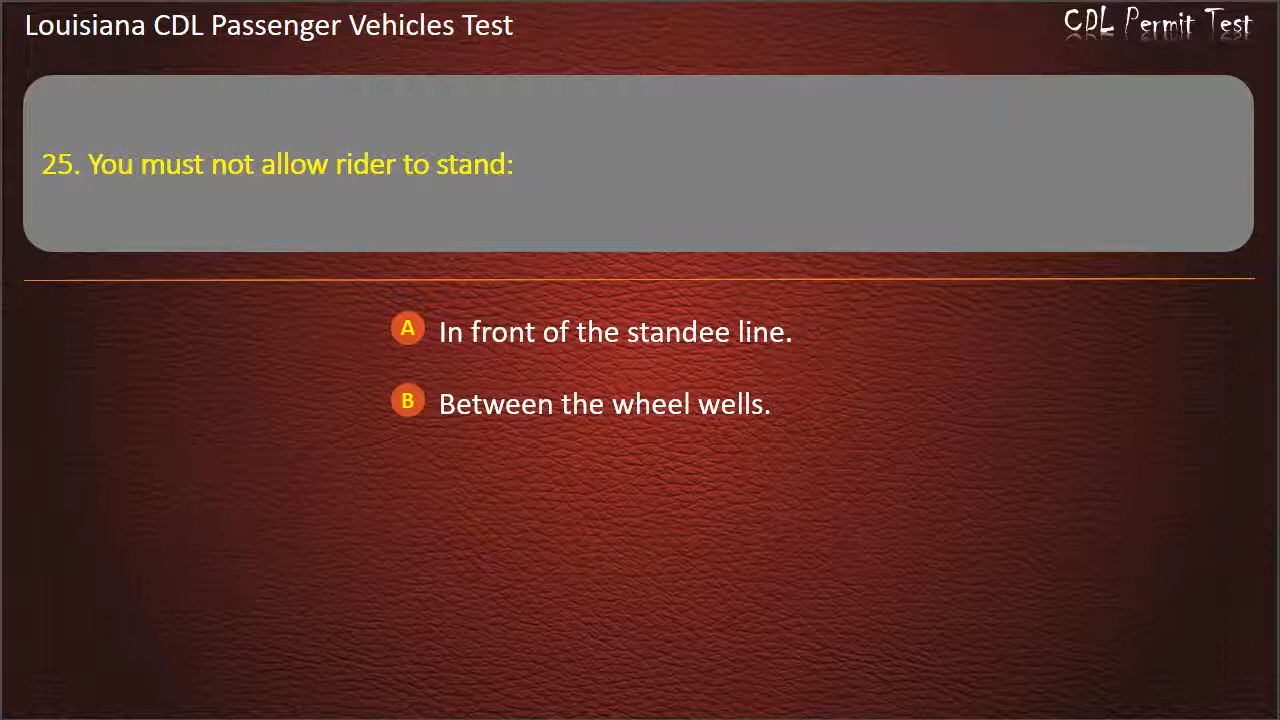 Louisiana CDL Passenger Vehicles Test
CDL Permit Test
25. You must not allow rider to stand:
A In front of the standee line.
B Between the wheel wells.